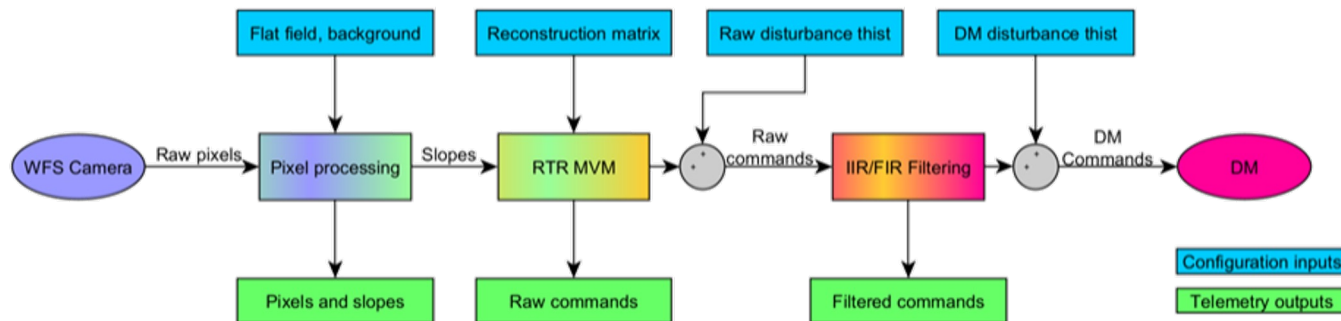 Flat field, background
Reconstruction matrix
Raw disturbance thist
DM disturbance thist
WFS Camera
Raw pixels
Pixel processing
Slopes
RTR MVM
+
+
Raw
commands
IIR/FIR Filtering
+
+
DM
Commands
DM
Configuration inputs
Pixels and slopes
Raw commands
Filtered commands
Telemetry outputs